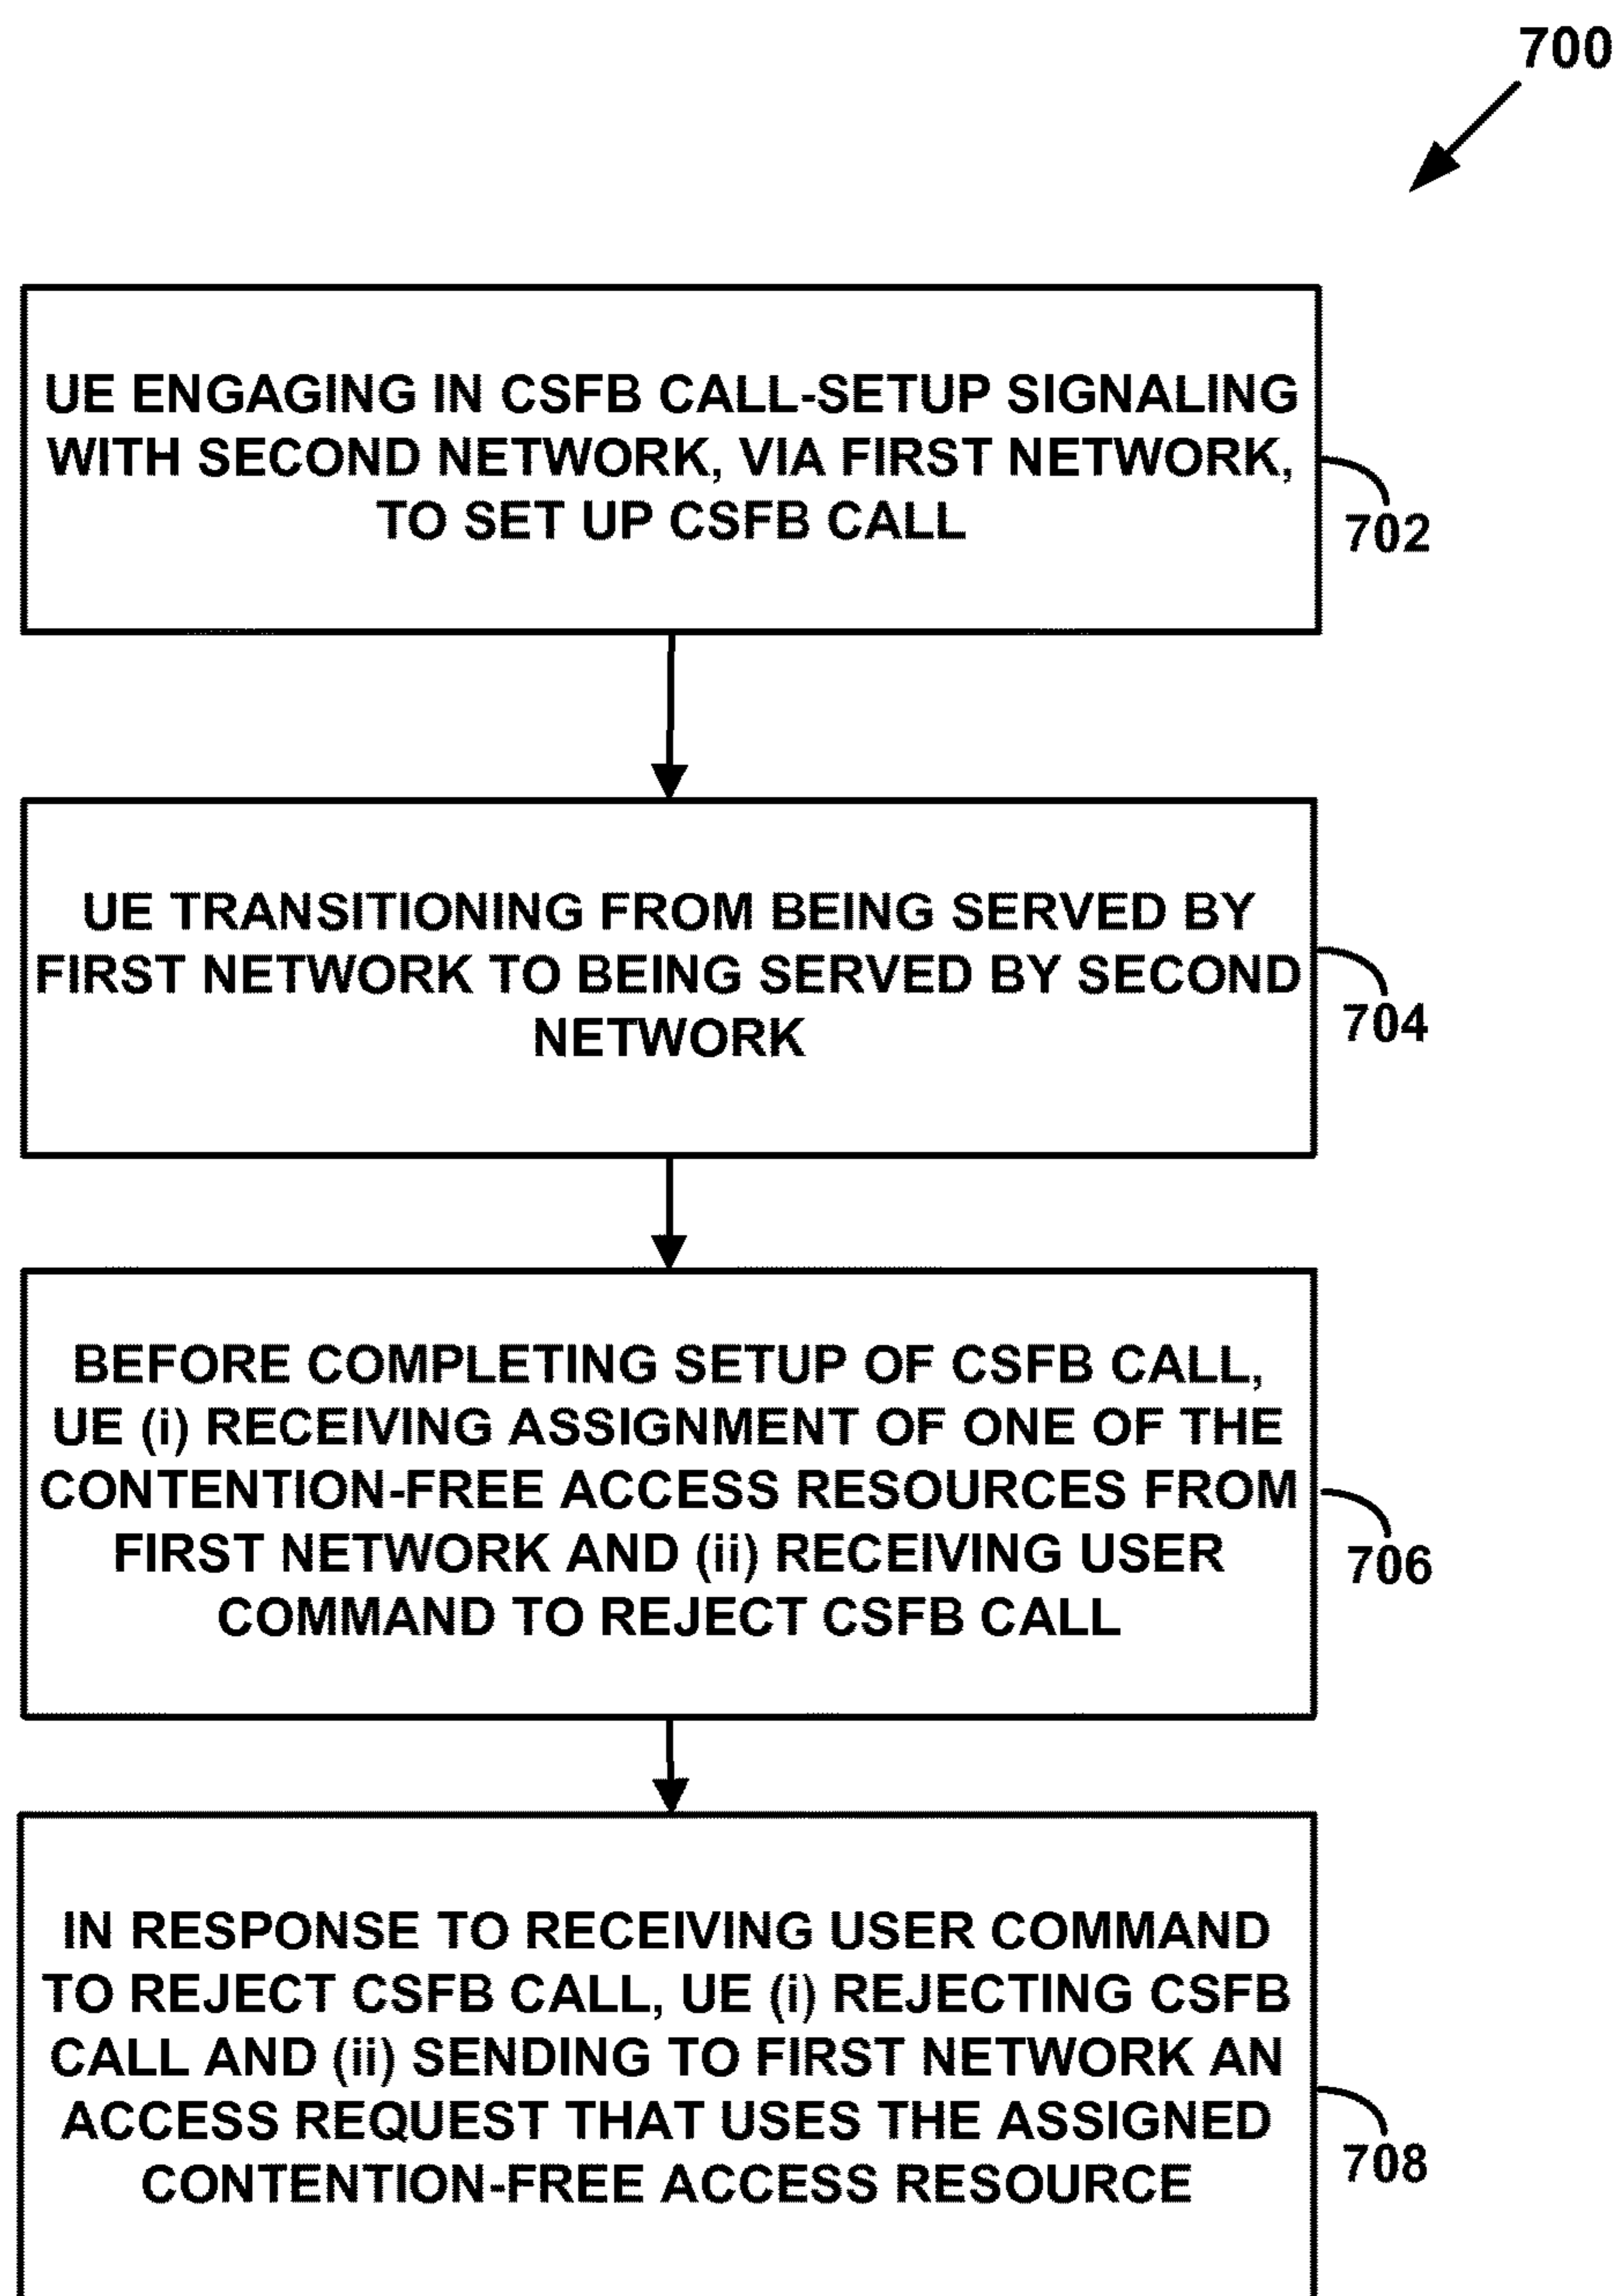 700
UE ENGAGING IN CSFB CALL-SETUP SIGNALING
WITH SECOND NETWORK, VIA FIRST NETWORK,
TO SET UP CSFB CALL
702
UE TRANSITIONING FROM BEING SERVED BY
FIRST NETWORK TO BEING SERVED BY SECOND
NETWORK
704
BEFORE COMPLETING SETUP OF CSFB CALL,
UE (i) RECEIVING ASSIGNMENT OF ONE OF THE
CONTENTION-FREE ACCESS RESOURCES FROM
FIRST NETWORK AND (ii) RECEIVING USER
COMMAND TO REJECT CSFB CALL
706
IN RESPONSE TO RECEIVING USER COMMAND
TO REJECT CSFB CALL, UE (i) REJECTING CSFB
CALL AND (ii) SENDING TO FIRST NETWORK AN
ACCESS REQUEST THAT USES THE ASSIGNED
CONTENTION-FREE ACCESS RESOURCE
708